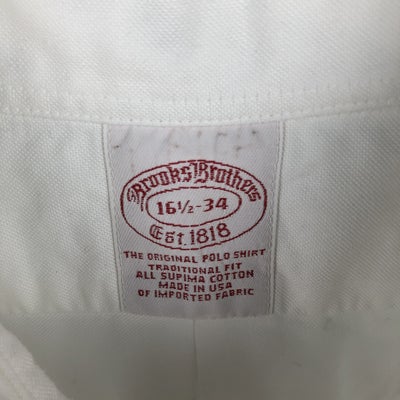 Brooks Brothers
16½-34
Est. 1818
THE ORIGINAL POLO SHIRT
TRADITIONAL FIT
ALL SUPIMA COTTON
MADE IN USA
OF IMPORTED FABRIC